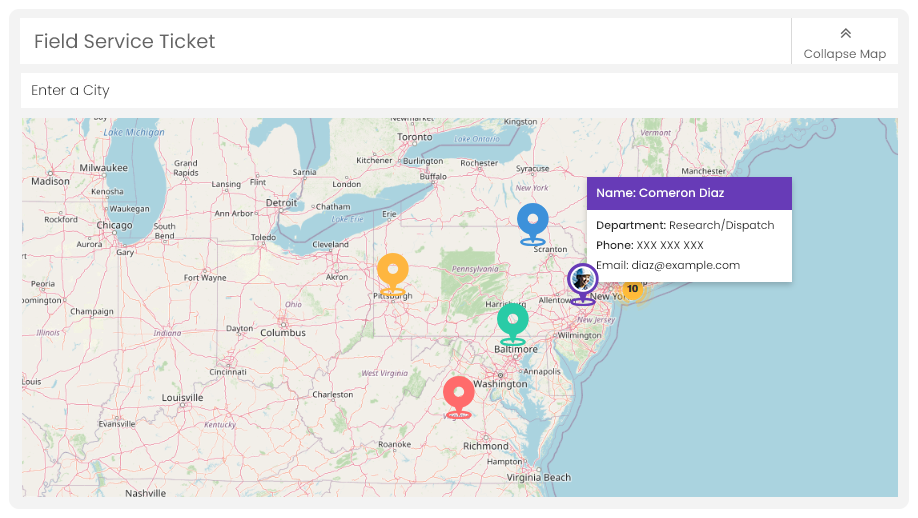 Field Service Ticket
Collapse Map
Enter a City
Lake Michigan
Toronto
Kingston
Lake Ontario
Vermont
Milwaukee
Grand
Rapids
Kitchener
Burlington
Rochester
Syracuse
Manchester
Madison
Kenosha
Lansing
Flint
Sarnia
London
Buffalo
New York
Name: Comeron Diaz
Waukegan
Detroit
Chatham
Erie
Lake Erie
Rockford
Chicago
South
Bend
Ann Arbor
Department: Research/Dispatch
Aurora
Gary
Toledo
Cleveland
Scranton
Phone: XXX XXX XXX
Email: diaz@example.com
Fort Wayne
Akron
Pennsylvania
Peoria
Pittsburgh
10
Ohio
Champaign
Columbus
New Jersey
Illinois
Indiana
Dayton
Wilmington
Baltimore
Cincinnati
West Virginia
Annapolis
Washington
Louisville
Charleston
Evansville
Kentucky
Roanoke
Richmond
Hampton
Virginia Beach
Nashville